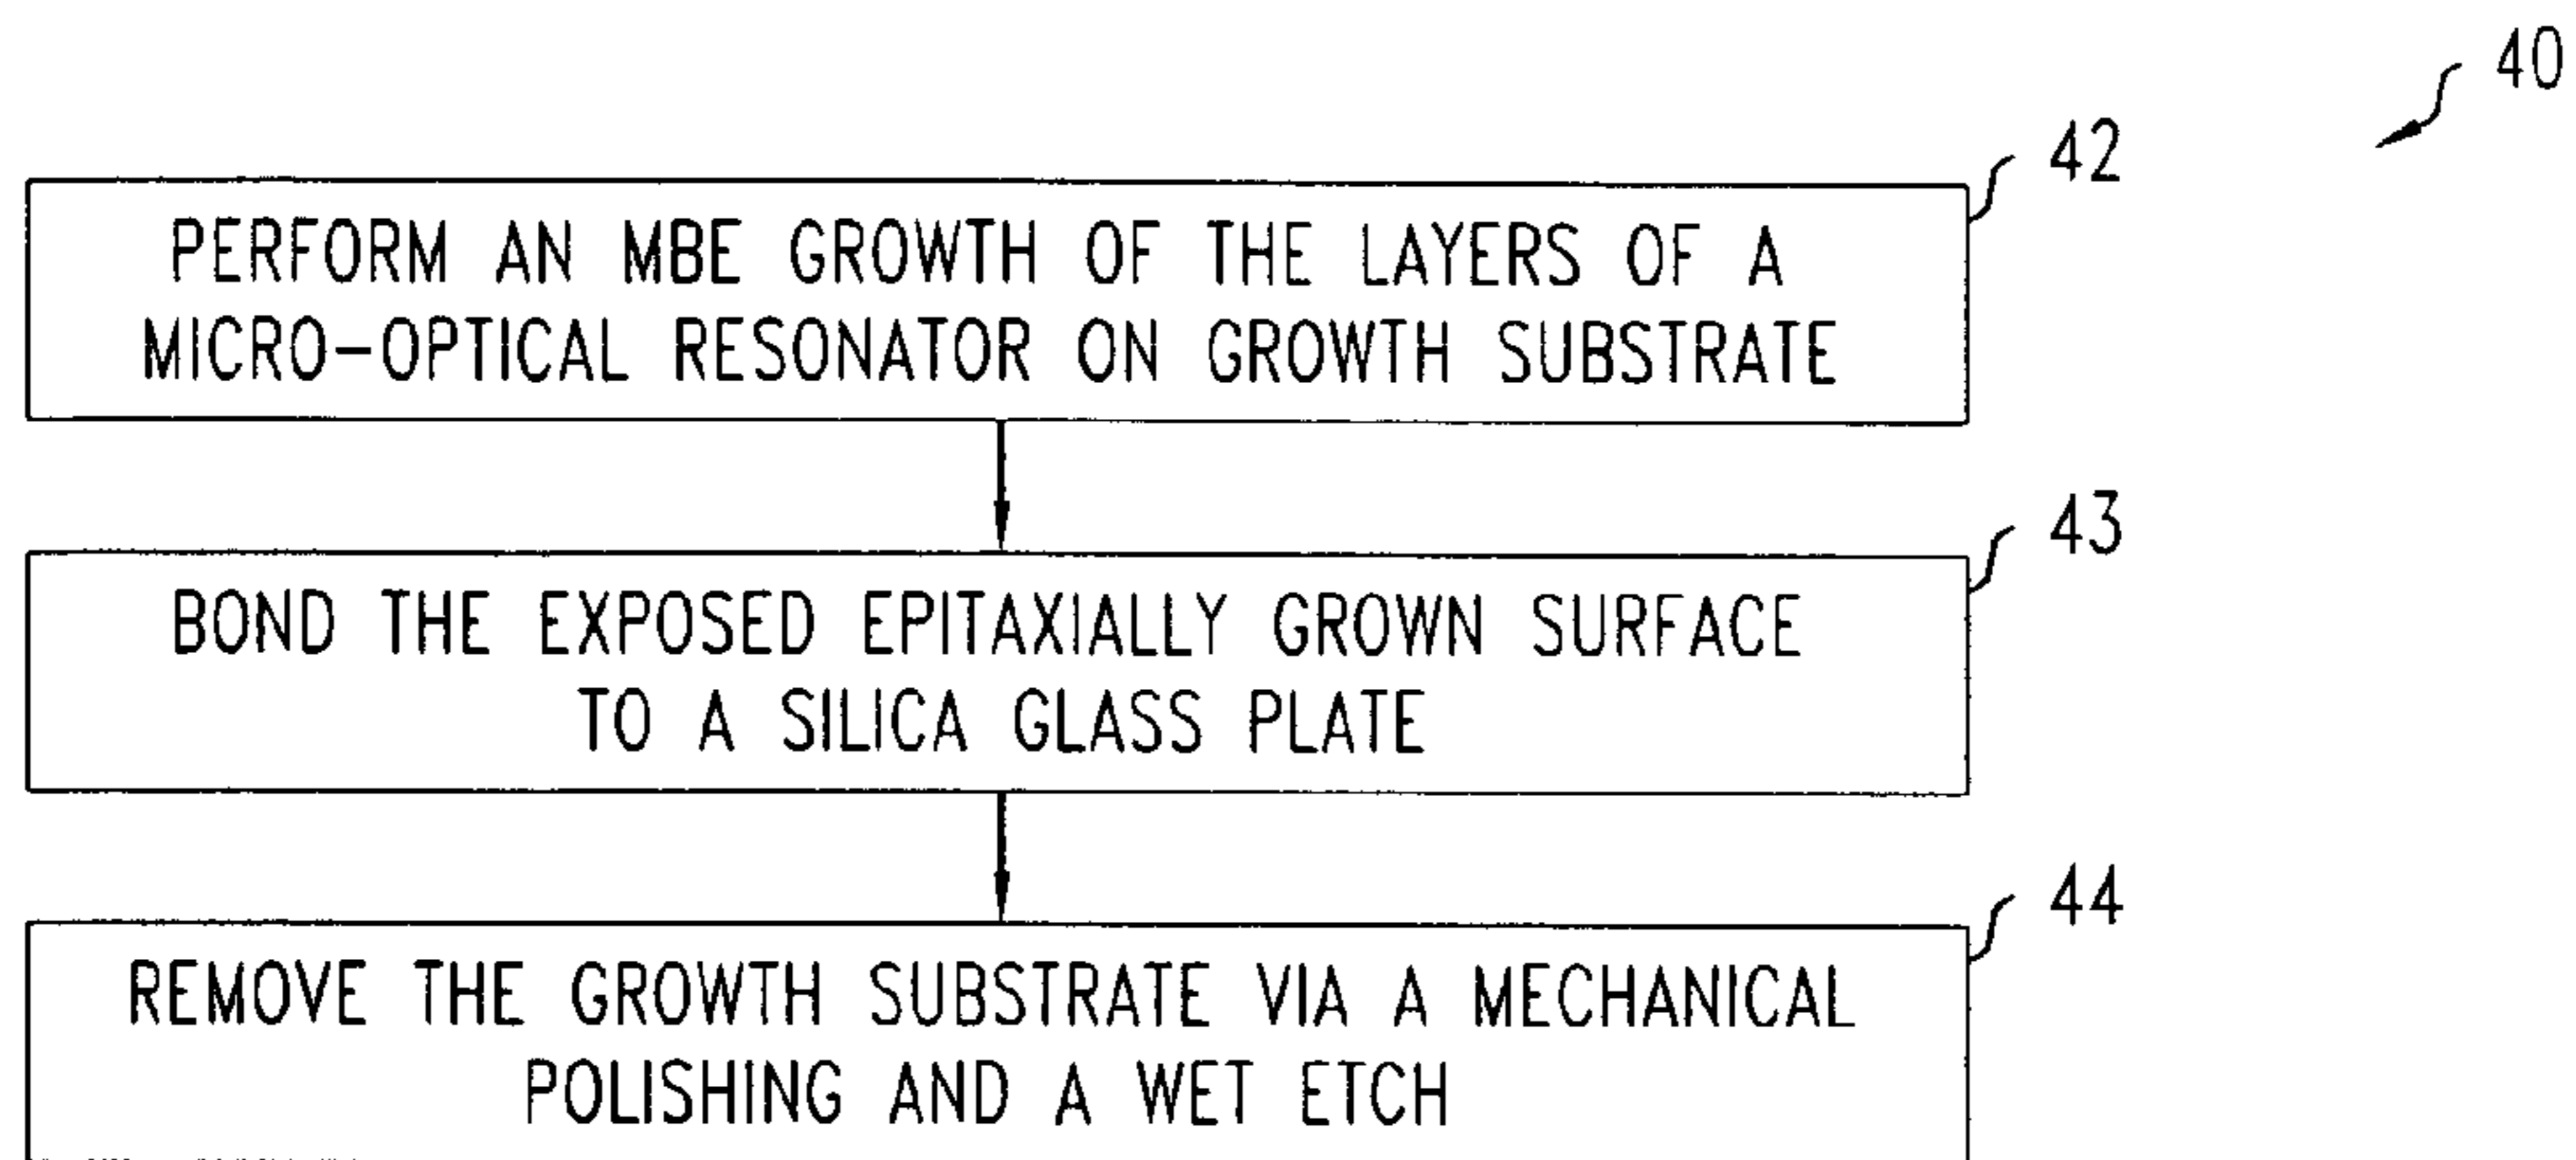 40
42
PERFORM AN MBE GROWTH OF THE LAYERS OF A
MICRO-OPTICAL RESONATOR ON GROWTH SUBSTRATE
43
BOND THE EXPOSED EPITAXIALLY GROWN SURFACE
TO A SILICA GLASS PLATE
44
REMOVE THE GROWTH SUBSTRATE VIA A MECHANICAL
POLISHING AND A WET ETCH